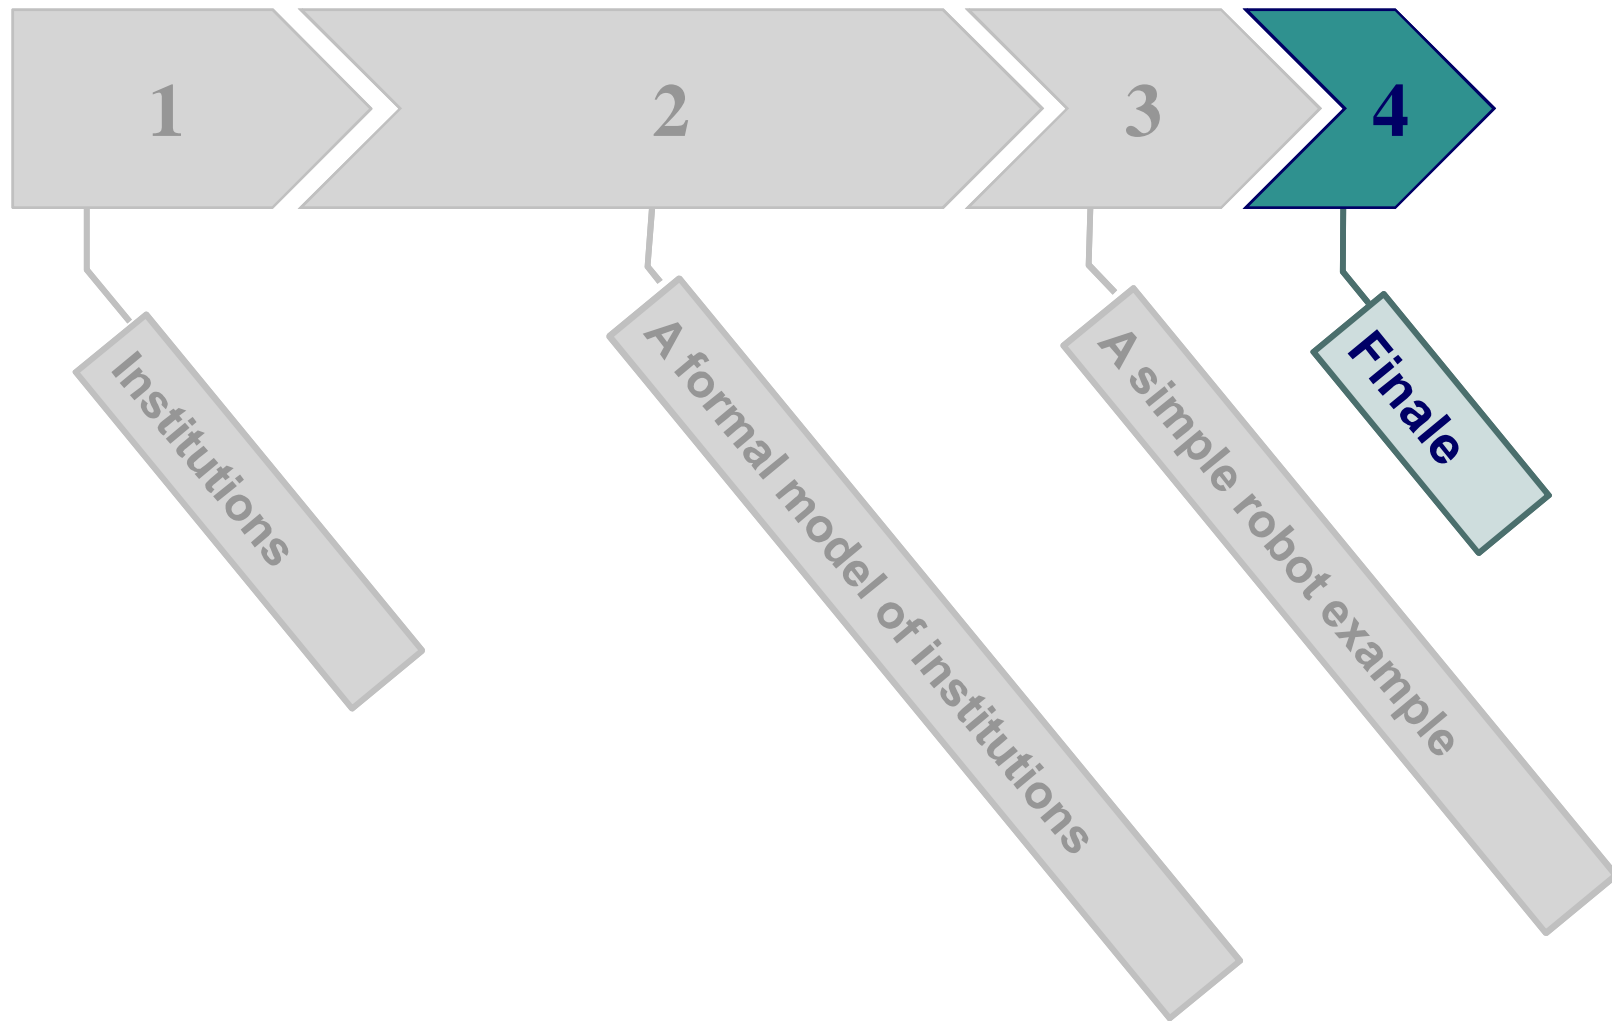 1
2
3
4
Institutions
A formal model of institutions
A simple robot example
Finale